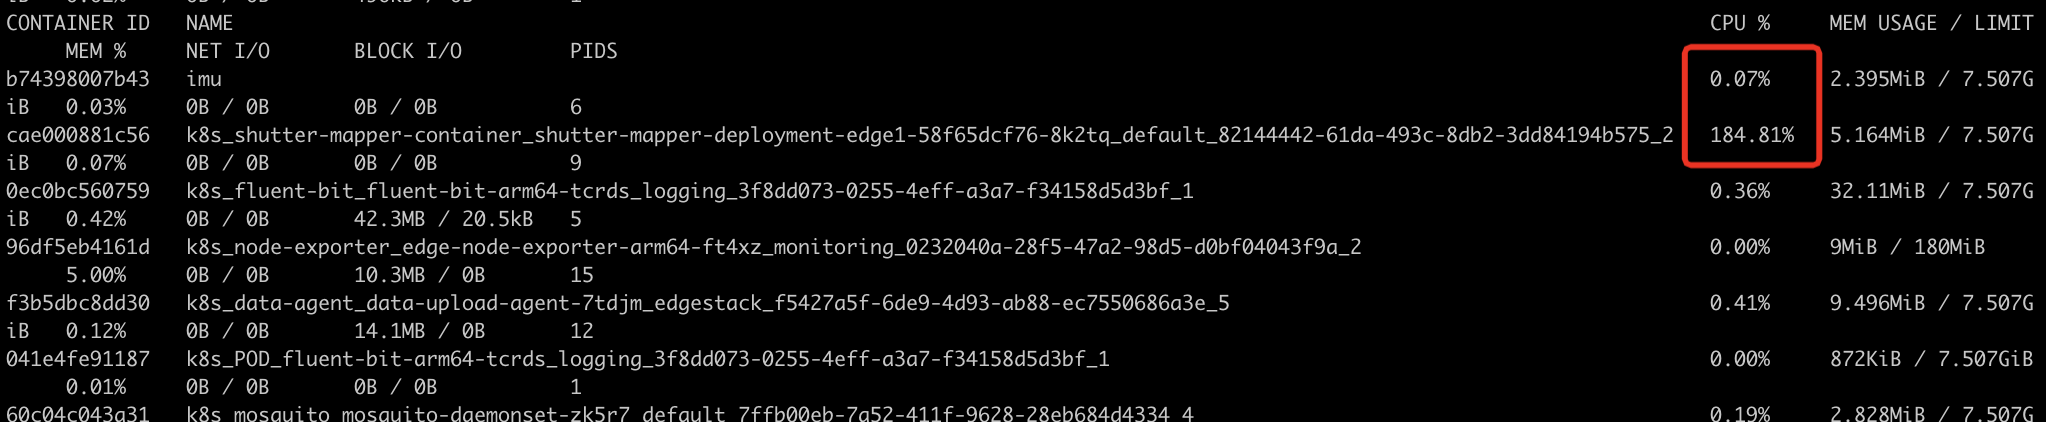 CONTAINER ID NAME CPU % MEM USAGE / LIMIT
MEM % NET I/O BLOCK I/O PIDS
b74398007b43 imu 0.07% 2.395MiB / 7.507G
iB 0.03% 0B / 0B 0B / 0B 6
cae000881c56 k8s_shutter-mapper-container_shutter-mapper-deployment-edge1-58f65dcf76-8k2tq_default_82144442-61da-493c-8db2-3dd84194b575_2 184.81% 5.164MiB / 7.507G
iB 0.07% 0B / 0B 0B / 0B 9
0ec0bc560759 k8s_fluent-bit_fluent-bit-arm64-tcrds_logging_3f8dd073-0255-4eff-a3a7-f34158d5d3bf_1 0.36% 32.11MiB / 7.507G
iB 0.42% 0B / 0B 42.3MB / 20.5kB 5
96df5eb4161d k8s_node-exporter_edge-node-exporter-arm64-ft4xz_monitoring_0232040a-28f5-47a2-98d5-d0bf04043f9a_2 0.00% 9MiB / 180MiB
5.00% 0B / 0B 10.3MB / 0B 15
f3b5dbc8dd30 k8s_data-agent_data-upload-agent-7tdjm_edgestack_f5427a5f-6de9-4d93-ab88-ec7550686a3e_5 0.41% 9.496MiB / 7.507G
iB 0.12% 0B / 0B 14.1MB / 0B 12
041e4fe91187 k8s_POD_fluent-bit-arm64-tcrds_logging_3f8dd073-0255-4eff-a3a7-f34158d5d3bf_1 0.00% 872KiB / 7.507GiB
0.01% 0B / 0B 0B / 0B 1
60c04c043a31 k8s_mosquito_mosquito-daemonset-zk5r7_default_7ffb00eb-7a52-411f-9628-28eb684d4334_4 0.19% 2.828MiB / 7.507G